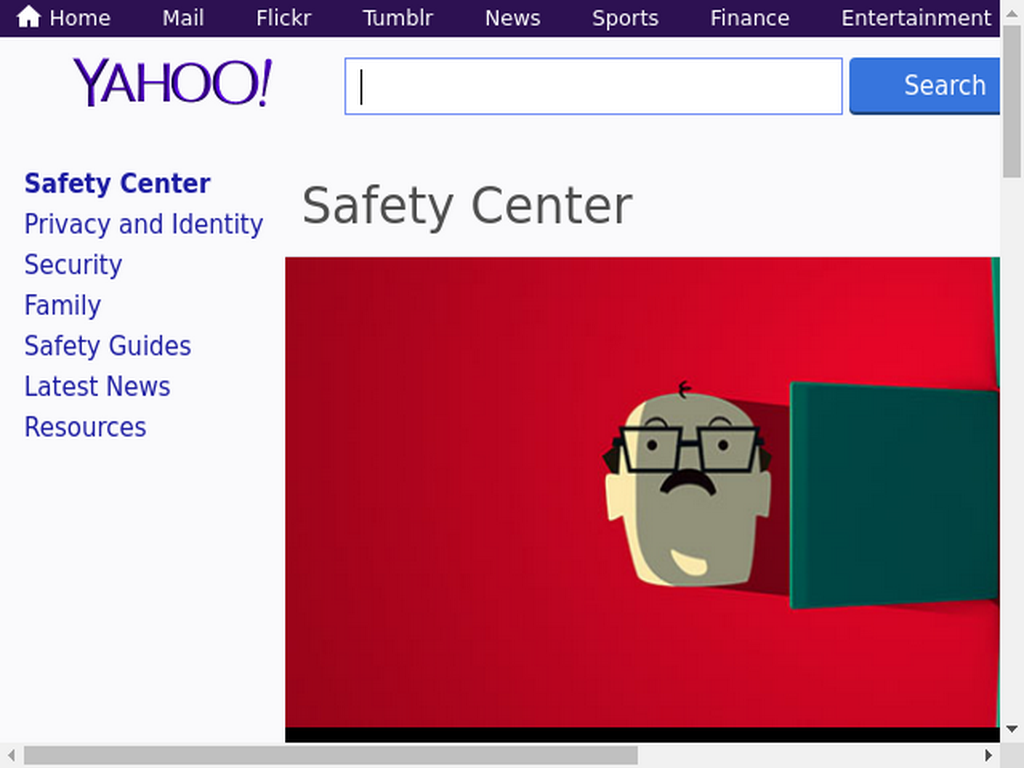 Home Mail Flickr Tumblr News Sports Finance Entertainment
YAHOO!
Search
Safety Center
Privacy and Identity
Security
Family
Safety Guides
Latest News
Resources
Safety Center